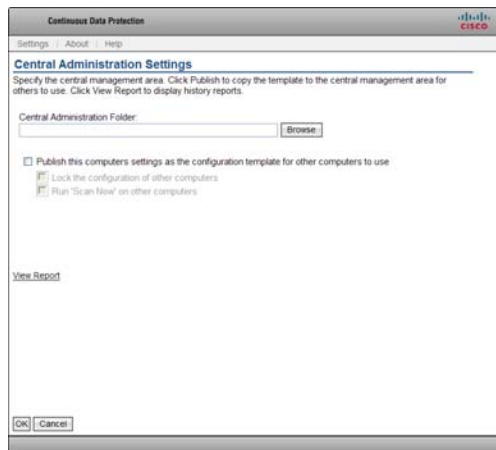 Continuous Data Protection
CISCO
Settings | About | Help
Central Administration Settings
Specify the central management area. Click Publish to copy the template to the central management area for
others to use. Click View Report to display history reports.
Central Administration Folder:
Browse
Publish this computers settings as the configuration template for other computers to use
Lock the configuration of other computers
Run 'Scan Now' on other computers
View Report
OK Cancel